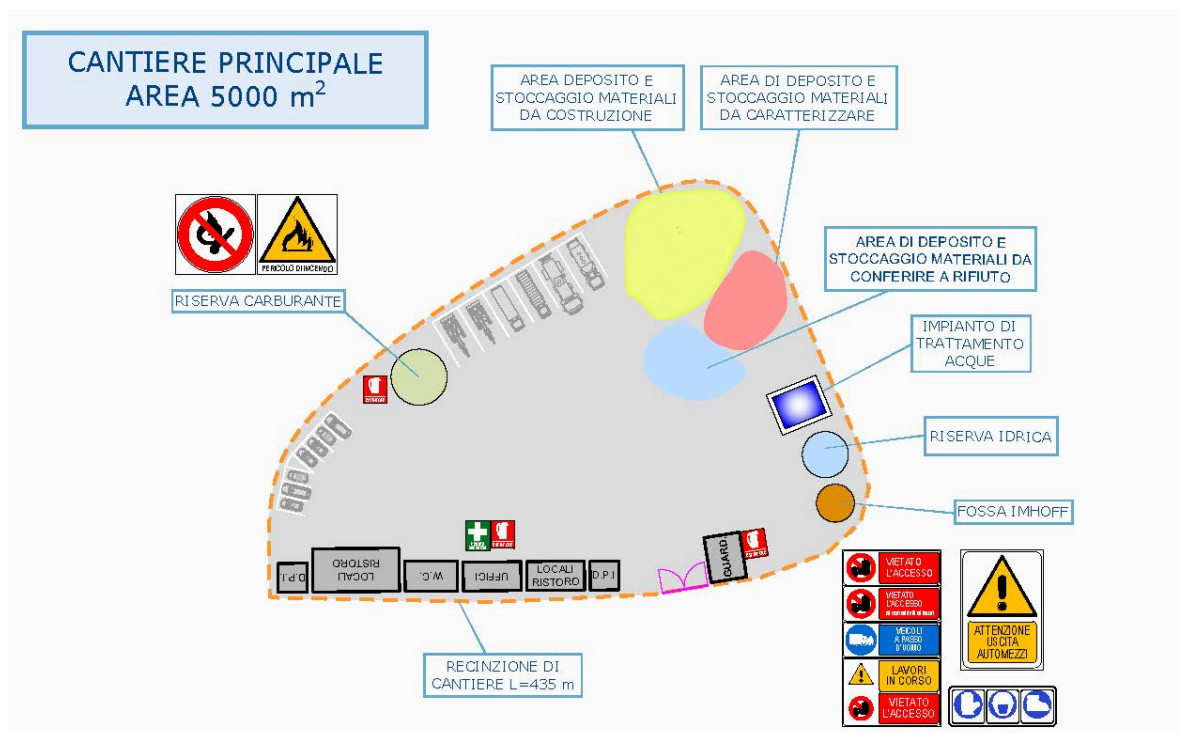 CANTIERE PRINCIPALE
AREA 5000 m²
AREA DEPOSITO E
STOCCAGGIO MATERIALI
DA COSTRUZIONE
AREA DI DEPOSITO E
STOCCAGGIO MATERIALI
DA CARATTERIZZARE
AREA DI DEPOSITO E
STOCCAGGIO MATERIALI DA
CONFERIRE A RIFIUTO
PERICOLO DI INCENDIO
RISERVA CARBURANTE
IMPIANTO DI
TRATTAMENTO
ACQUE
ESTINTORE
RISERVA IDRICA
FOSSA IMHOFF
ESTINTORE
ESTINTORE
GUARD.
D.P.I.
LOCALI
RISTORO
W.C.
UFFICI
LOCALI
RISTORO
D.P.I
RECINZIONE DI
CANTIERE L=435 m
VIETATO
L'ACCESSO
VIETATO
L'ACCESSO
VEICOLI
A PASSO
D'UOMO
LAVORI
IN CORSO
VIETATO
L'ACCESSO
ATTENZIONE
USCITA
AUTOMEZZI